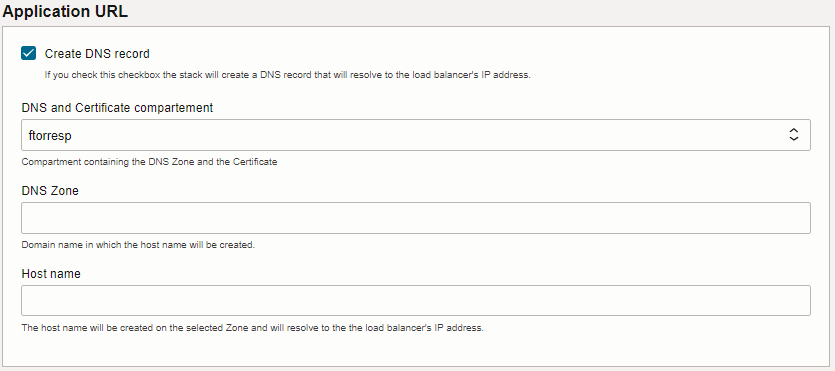 Application URL
Create DNS record
If you check this checkbox the stack will create a DNS record that will resolve to the load balancer's IP address.
DNS and Certificate compartement
ftorresp
Compartment containing the DNS Zone and the Certificate
DNS Zone
Domain name in which the host name will be created.
Host name
The host name will be created on the selected Zone and will resolve to the the load balancer's IP address.